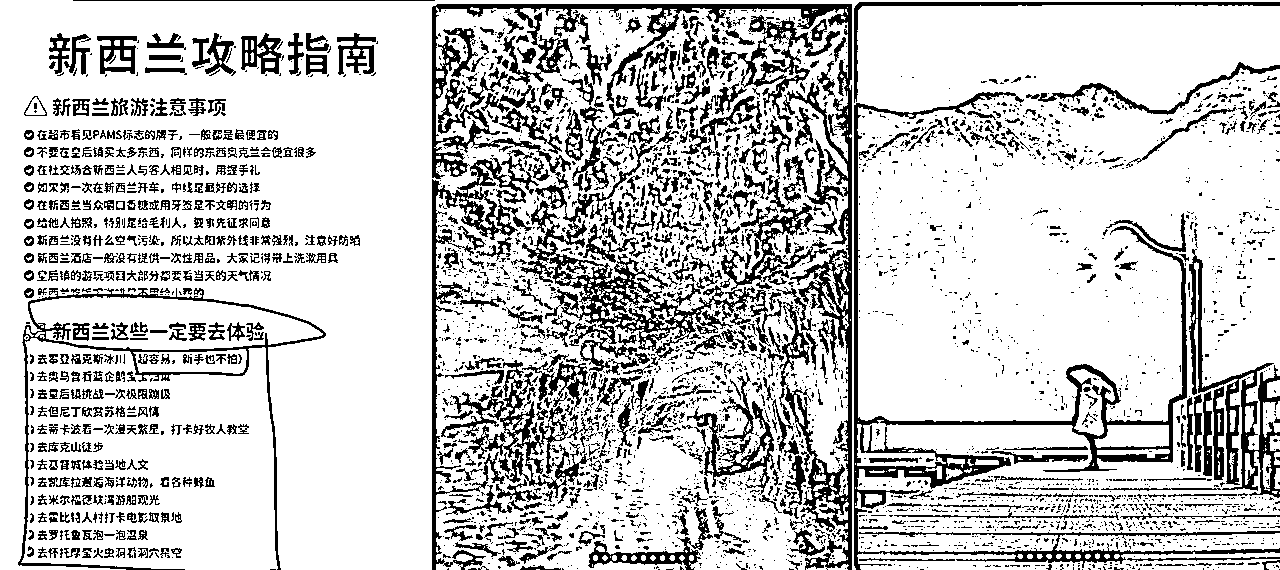 新西兰攻略指南
新西兰旅游注意事项
在超市看见PAMS标志的牌子，一般都是最便宜的
不要在皇后镇买太多东西，同样的东西奥克兰会便宜很多
在社交场合新西兰人与客人相见时，用握手礼
如果第一次在新西兰开车，中线是最好的选择
在新西兰当众嚼口香糖或用牙签是不文明的行为
给他人拍照，特别是给毛利人，要事先征求同意
新西兰没有什么空气污染，所以太阳紫外线非常强烈，注意好防晒
新西兰酒店一般没有提供一次性用品，大家记得带上洗漱用具
皇后镇的游玩项目大部分都要看当天的天气情况
新西兰这些一定要去体验
去攀登福克斯冰川（超容易，新手也不怕）
去奥马鲁看蓝企鹅宝宝归巢
去皇后镇挑战一次极限蹦极
去但尼丁欣赏苏格兰风情
去蒂卡波看一次漫天繁星，打卡好牧人教堂
去库克山徒步
去基督城体验当地人文
去凯库拉邂逅海洋动物，看各种鲸鱼
去米尔福德峡湾游船观光
去霍比特人村打卡电影取景地
去罗托鲁瓦泡一泡温泉
去怀托摩萤火虫洞看洞穴星空